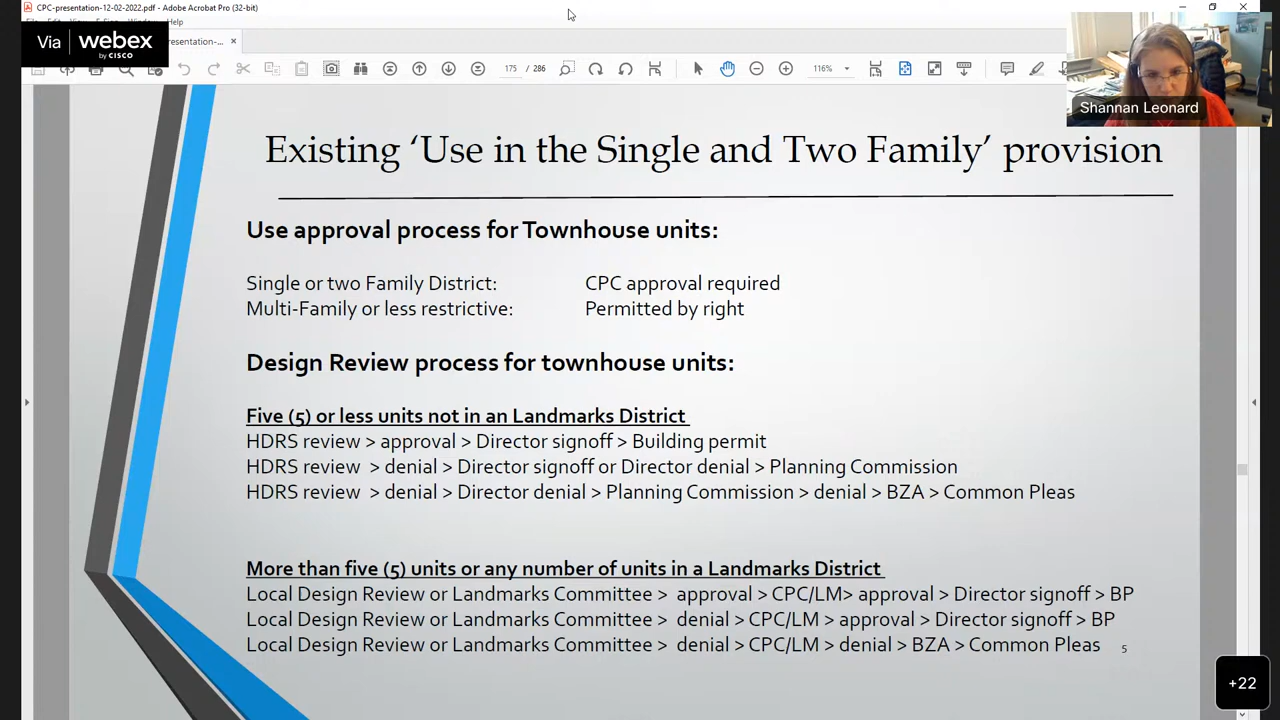 CPC-presentation-12-02-2022.pdf - Adobe Acrobat Pro (32-bit)
Help
Via webex by CISCO
resentation-...
175 / 286
116%
Shannan Leonard
Existing ‘Use in the Single and Two Family’ provision
Use approval process for Townhouse units:
Single or two Family District: CPC approval required
Multi-Family or less restrictive: Permitted by right
Design Review process for townhouse units:
Five (5) or less units not in an Landmarks District
HDRS review > approval > Director signoff > Building permit
HDRS review > denial > Director signoff or Director denial > Planning Commission
HDRS review > denial > Director denial > Planning Commission > denial > BZA > Common Pleas
More than five (5) units or any number of units in a Landmarks District
Local Design Review or Landmarks Committee > approval > CPC/LM> approval > Director signoff > BP
Local Design Review or Landmarks Committee > denial > CPC/LM > approval > Director signoff > BP
Local Design Review or Landmarks Committee > denial > CPC/LM > denial > BZA > Common Pleas
5
+22